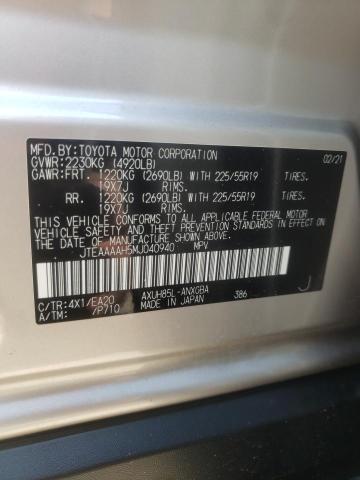 MFD.BY:TOYOTA MOTOR CORPORATION 02/21
GVWR:2230KG (4920LB)
GAWR:FRT. 1220KG (2690LB) WITH 225/55R19 TIRES.
19X7J RIMS.
RR. 1220KG (2690LB) WITH 225/55R19 TIRES.
19X7J RIMS.
THIS VEHICLE CONFORMS TO ALL APPLICABLE FEDERAL MOTOR
VEHICLE SAFETY AND THEFT PREVENTION STANDARDS IN EFFECT
ON THE DATE OF MANUFACTURE SHOWN ABOVE.
JTEAAAAH5MJ040940 MPV
C/TR:4X1/EA20 AXUH85L-ANXGBA 386 J
A/TM: /P710 MADE IN JAPAN